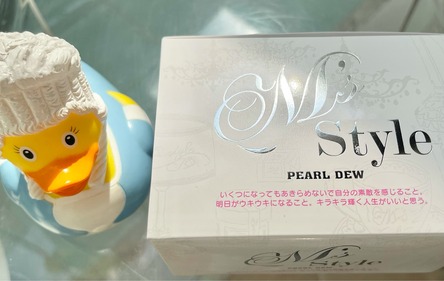 M's
Style
PEARL DEW
いくつになってもあきらめないで自分の素敵を感じること。
明日がウキウキになること。キラキラ輝く人生がいいと思う。
M's
Style